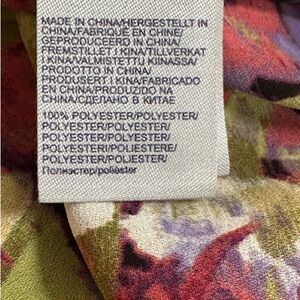 MADE IN CHINA/HERGESTELLT IN
CHINA/FABRIQUÉ EN CHINE/
GEPRODUCEERD IN CHINA/
FREMSTILLET I KINA/TILLVERKAT
I KINA/VALMISTETTU KIINASSA/
PRODOTTO IN CHINA/
PRODUSERT I KINA/FABRICADO
EN CHINA/PRODUZIDO NA
CHINA/СДЕЛАНО В КИТАЕ
100% POLYESTER/POLYESTER/
POLYESTER/POLYESTER/
POLYESTER/POLYESTER/
POLYESTERI/POLIESTERE/
POLYESTER/POLIÉSTER/
Полиэстер/poliéster